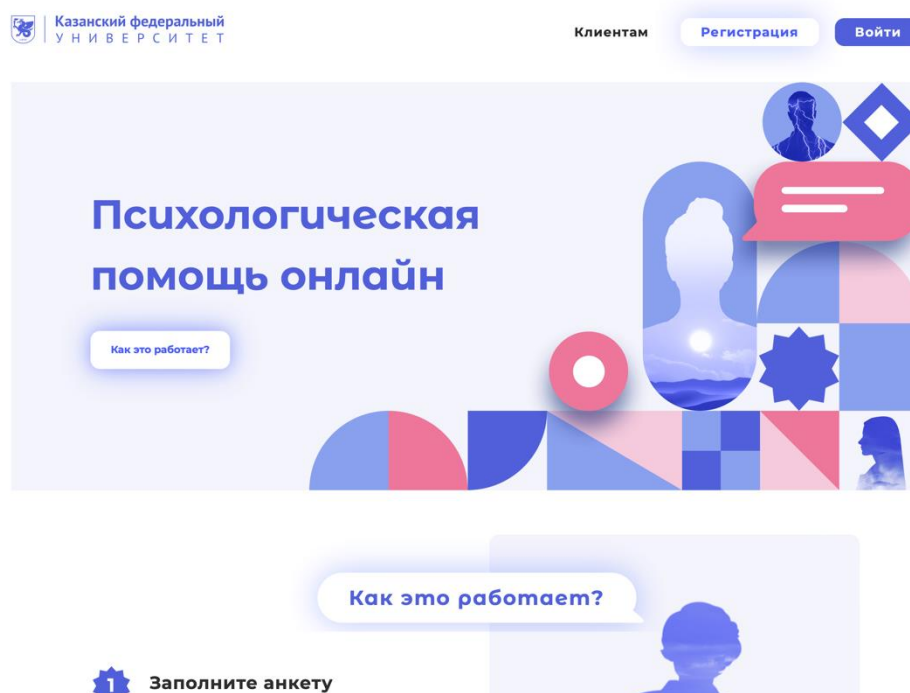 Казанский федеральный
УНИВЕРСИТЕТ
Клиентам
Регистрация
Войти
Психологическая
помощь онлайн
Как это работает?
Как это работает?
1
Заполните анкету